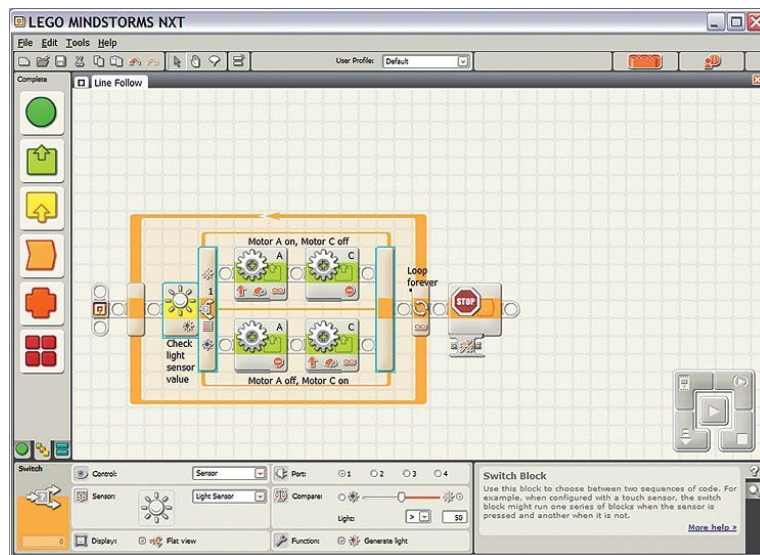 LEGO MINDSTORMS NXT
File Edit Tools Help
User Profile: Default
Complete
Line Follow
Motor A on, Motor C off
A
C
Loop
forever
1
STOP
Check
light
sensor
value
A
C
Motor A off, Motor C on
Switch
Control: Sensor
Port: 1 2 3 4
Sensor: Light Sensor
Compare:
Light: > 50
Display: Flat view
Function: Generate light
0
Switch Block
Use this block to choose between two sequences of code. For
example, when configured with a touch sensor, the switch
block might run one series of blocks when the sensor is
pressed and another when it is not.
More help »
?